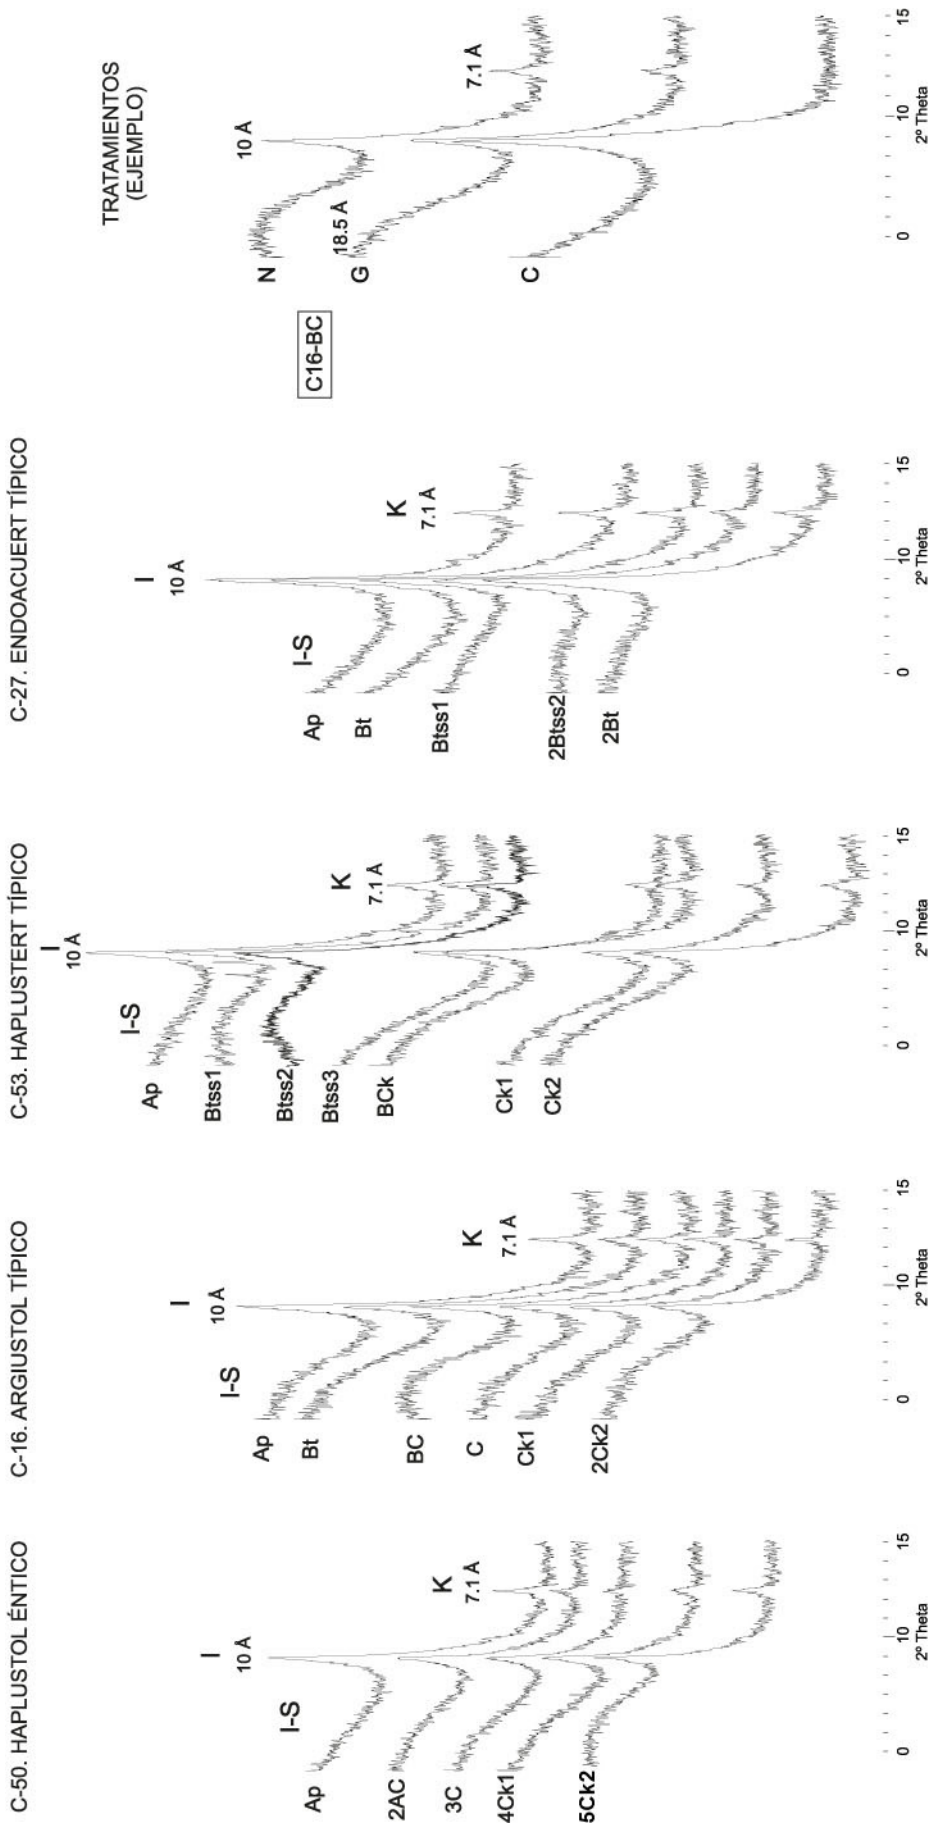 C-50. HAPLUSTOL ÉNTICO
I
10 Å
I-S
K
7.1 Å
Ap
2AC
3C
4Ck1
5Ck2
0
10
15
2º Theta
C-16. ARGIUSTOL TÍPICO
I
10 Å
I-S
K
7.1 Å
Ap
Bt
BC
C
Ck1
2Ck2
0
10
15
2º Theta
C-53. HAPLUSTERT TÍPICO
I
10 Å
I-S
K
7.1 Å
Ap
Btss1
Btss2
Btss3
BCk
Ck1
Ck2
0
10
15
2º Theta
C-27. ENDOACUERT TÍPICO
I
10 Å
I-S
K
7.1 Å
Ap
Bt
Btss1
2Btss2
2Bt
0
10
15
2º Theta
TRATAMIENTOS
(EJEMPLO)
C16-BC
10 Å
7.1 Å
N
18.5 Å
G
C
0
10
15
2º Theta